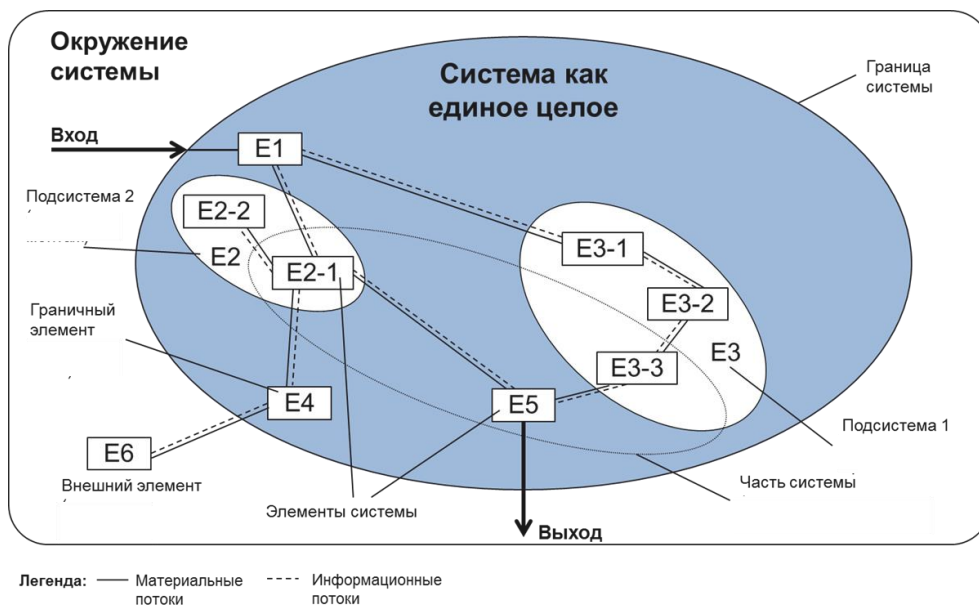 Окружение
системы
Система как
единое целое
Граница
системы
Вход
E1
Подсистема 2
E2-2
E2
E2-1
E3-1
E3-2
E3
E3-3
Граничный
элемент
E4
E5
E6
Внешний элемент
Подсистема 1
Часть системы
Элементы системы
Выход
Легенда:
Материальные
потоки
Информационные
потоки